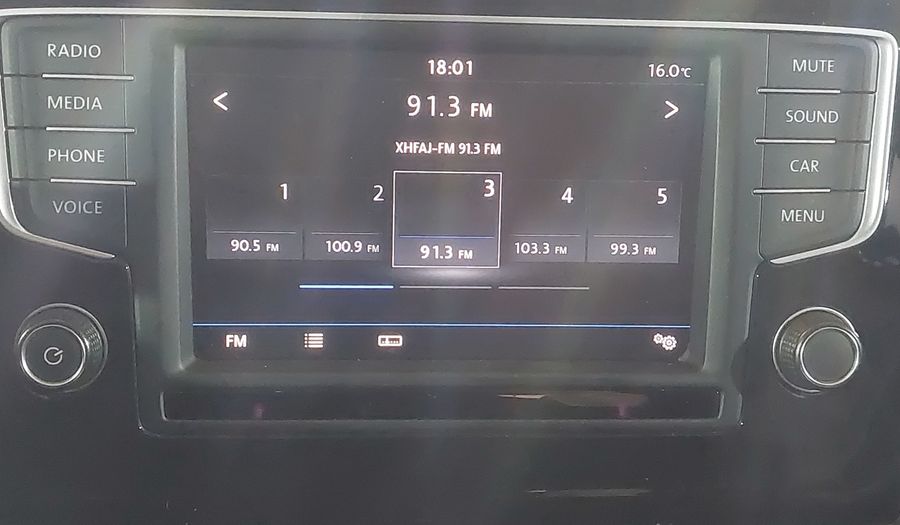 RADIO
MEDIA
PHONE
VOICE
18:01
16.0°C
< 91.3 FM >
XHFAJ-FM 91.3 FM
1 2 3 4 5
90.5 FM 100.9 FM 91.3 FM 103.3 FM 99.3 FM
FM
MUTE
SOUND
CAR
MENU